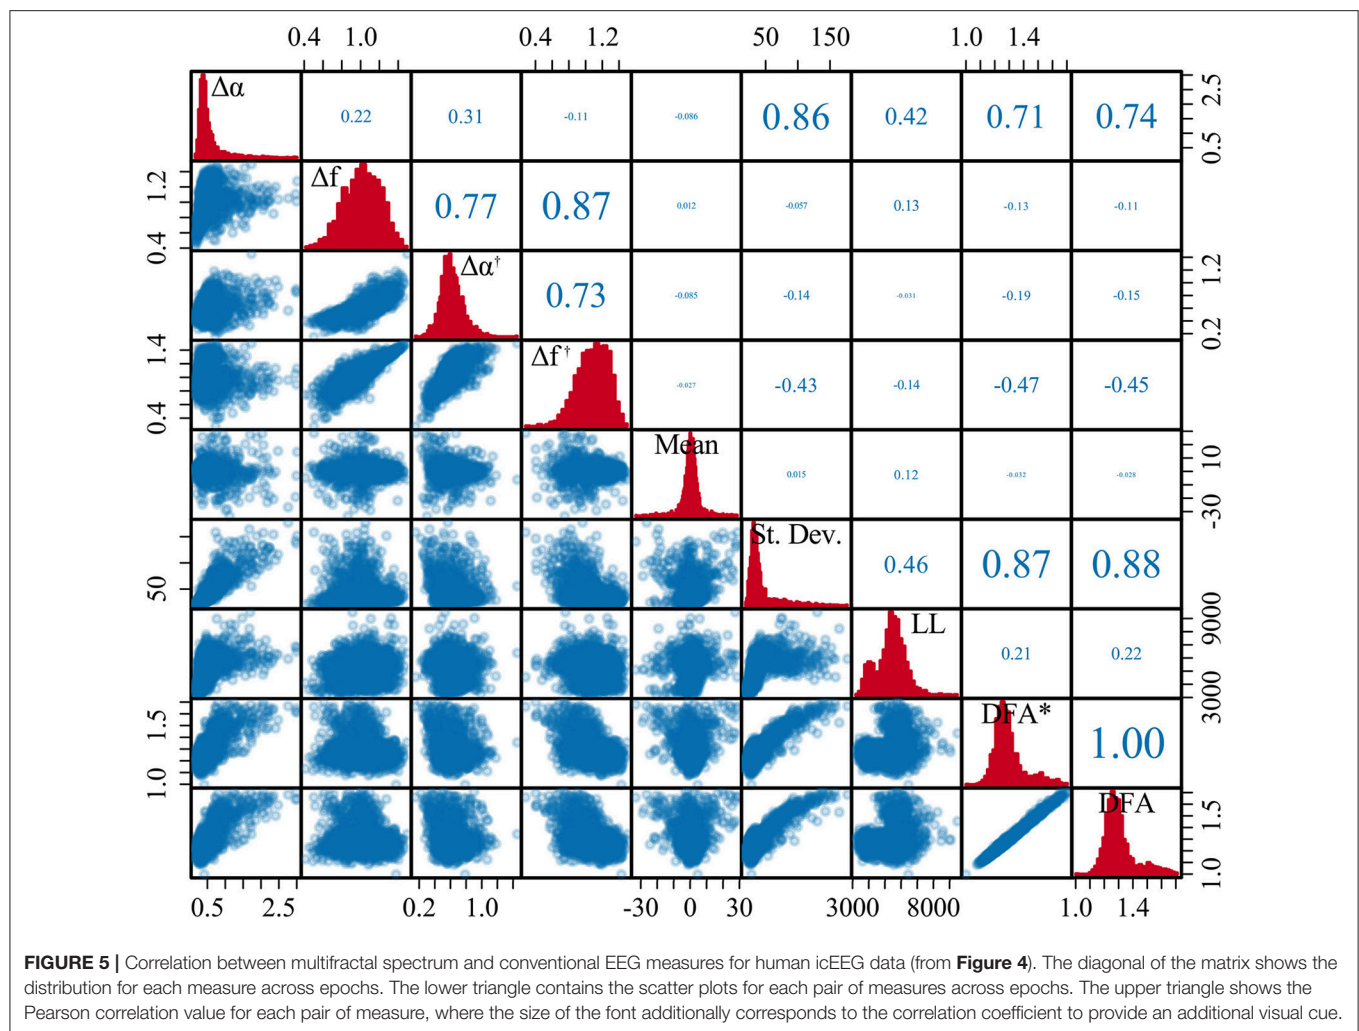 0.4 1.0 0.4 1.2 50 150 1.0 1.4
Δα 0.22 0.31 -0.11 -0.086 0.86 0.42 0.71 0.74 0.5 2.5
0.4 1.2 Δf 0.77 0.87 0.012 -0.057 0.13 -0.13 -0.11
Δα† 0.73 -0.085 -0.14 -0.031 -0.19 -0.15 0.2 1.2
0.4 1.4 Δf† -0.027 -0.43 -0.14 -0.47 -0.45
Mean 0.015 0.12 -0.032 -0.028 -30 10
50 St. Dev. 0.46 0.87 0.88
LL 0.21 0.22 3000 9000
1.0 1.5 DFA* 1.00
DFA 1.0 1.5
0.5 2.5 0.2 1.0 -30 0 30 3000 8000 1.0 1.4
FIGURE 5 | Correlation between multifractal spectrum and conventional EEG measures for human icEEG data (from Figure 4). The diagonal of the matrix shows the
distribution for each measure across epochs. The lower triangle contains the scatter plots for each pair of measures across epochs. The upper triangle shows the
Pearson correlation value for each pair of measure, where the size of the font additionally corresponds to the correlation coefficient to provide an additional visual cue.